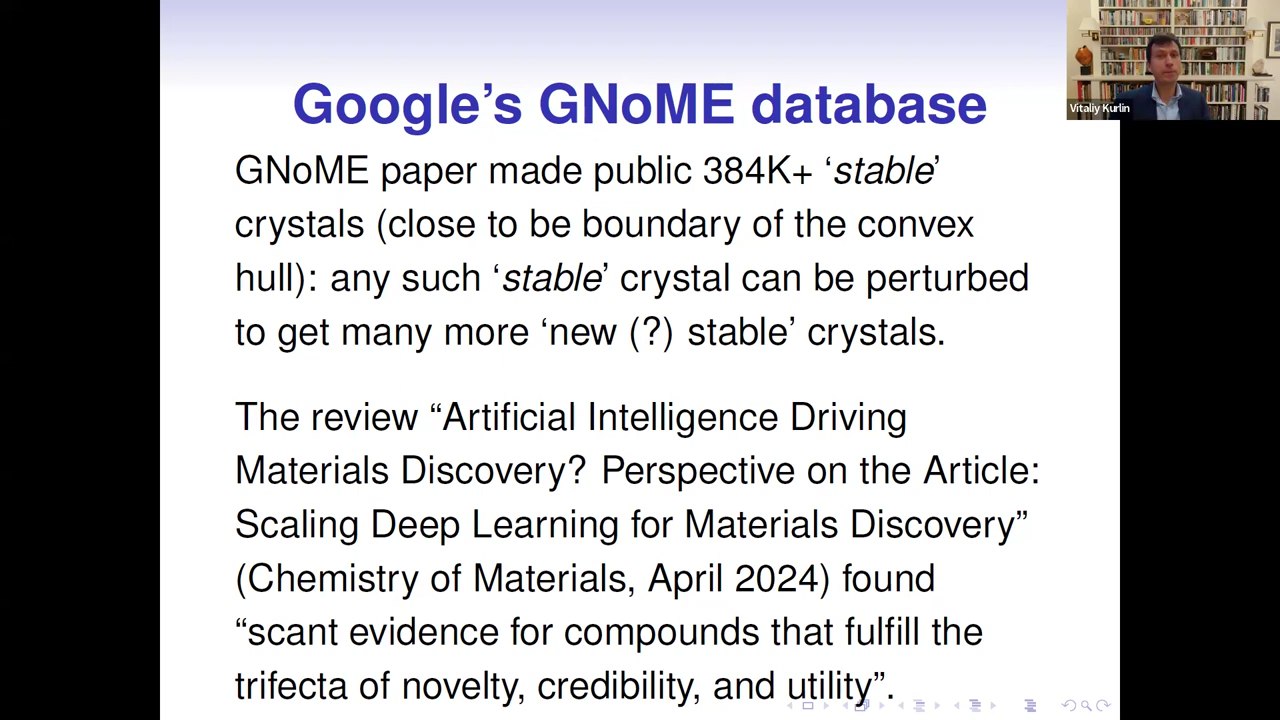 Google’s GNoME database
Vitaliy Kurlin
GNoME paper made public 384K+ ‘stable’
crystals (close to be boundary of the convex
hull): any such ‘stable’ crystal can be perturbed
to get many more ‘new (?) stable’ crystals.
The review “Artificial Intelligence Driving
Materials Discovery? Perspective on the Article:
Scaling Deep Learning for Materials Discovery”
(Chemistry of Materials, April 2024) found
“scant evidence for compounds that fulfill the
trifecta of novelty, credibility, and utility”.